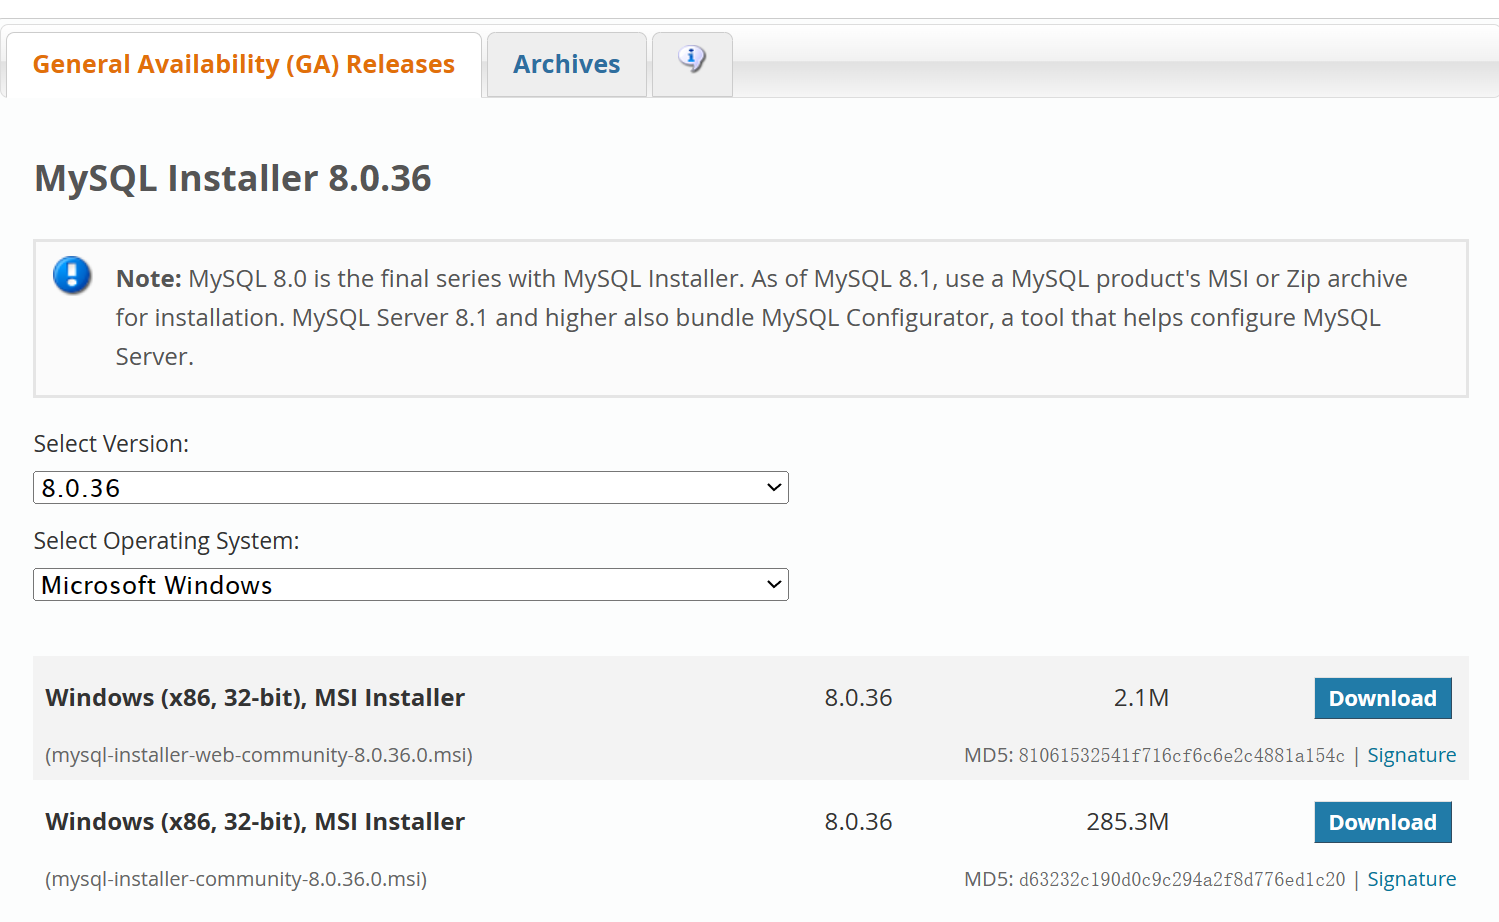 General Availability (GA) Releases
Archives
MySQL Installer 8.0.36
Note: MySQL 8.0 is the final series with MySQL Installer. As of MySQL 8.1, use a MySQL product's MSI or Zip archive
for installation. MySQL Server 8.1 and higher also bundle MySQL Configurator, a tool that helps configure MySQL
Server.
Select Version:
8.0.36
Select Operating System:
Microsoft Windows
Windows (x86, 32-bit), MSI Installer 8.0.36 2.1M Download
(mysql-installer-web-community-8.0.36.0.msi) MD5: 81061532541f716cf6c6e2c4881a154c | Signature
Windows (x86, 32-bit), MSI Installer 8.0.36 285.3M Download
(mysql-installer-community-8.0.36.0.msi) MD5: d63232c190d0c9c294a2f8d776ed1c20 | Signature